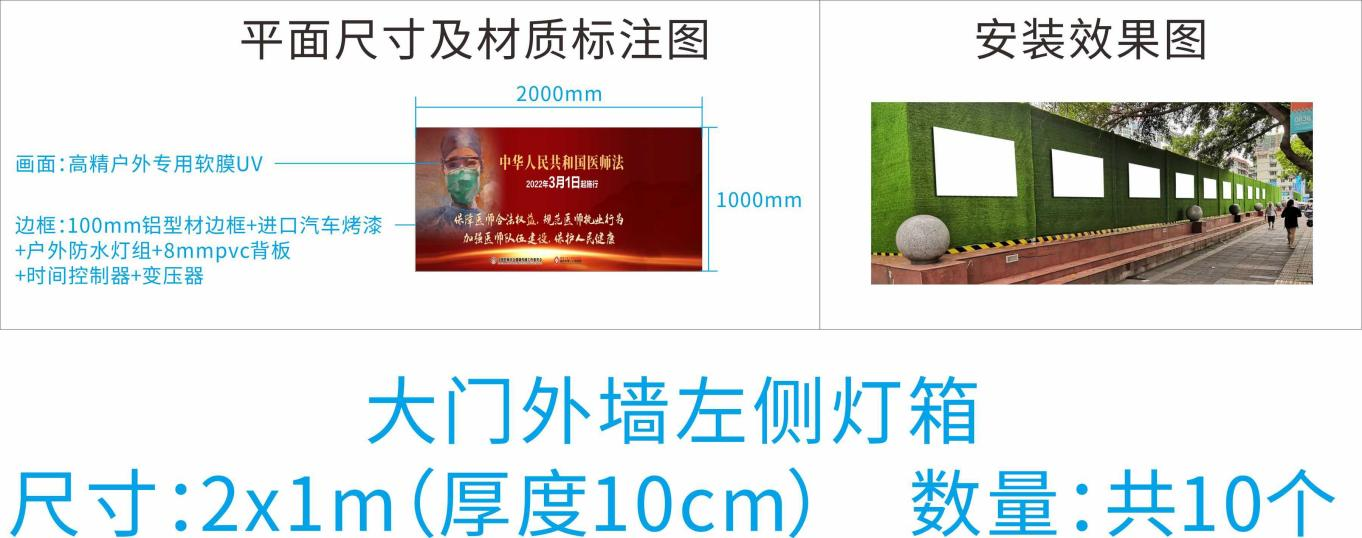 平面尺寸及材质标注图
安装效果图
2000mm
1000mm
画面：高精户外专用软膜UV
边框：100mm铝型材边框+进口汽车烤漆
+户外防水灯组+8mmpvc背板
+时间控制器+变压器
中华人民共和国医师法
2022年3月1日起施行
保障医师合法权益，规范医师执业行为
加强医师队伍建设，保护人民健康
大门外墙左侧灯箱
尺寸：2x1m（厚度10cm） 数量：共10个